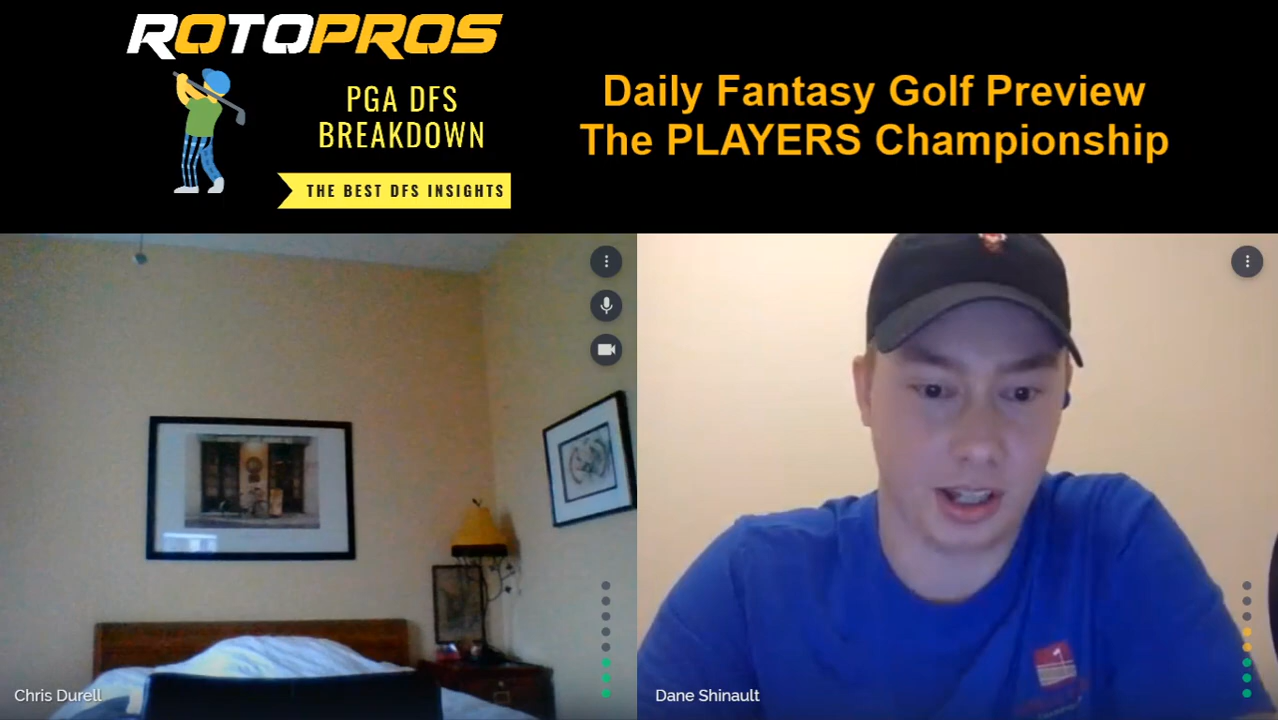 ROTOPROS
PGA DFS
BREAKDOWN
THE BEST DFS INSIGHTS
Daily Fantasy Golf Preview
The PLAYERS Championship
Chris Durell
Dane Shinault